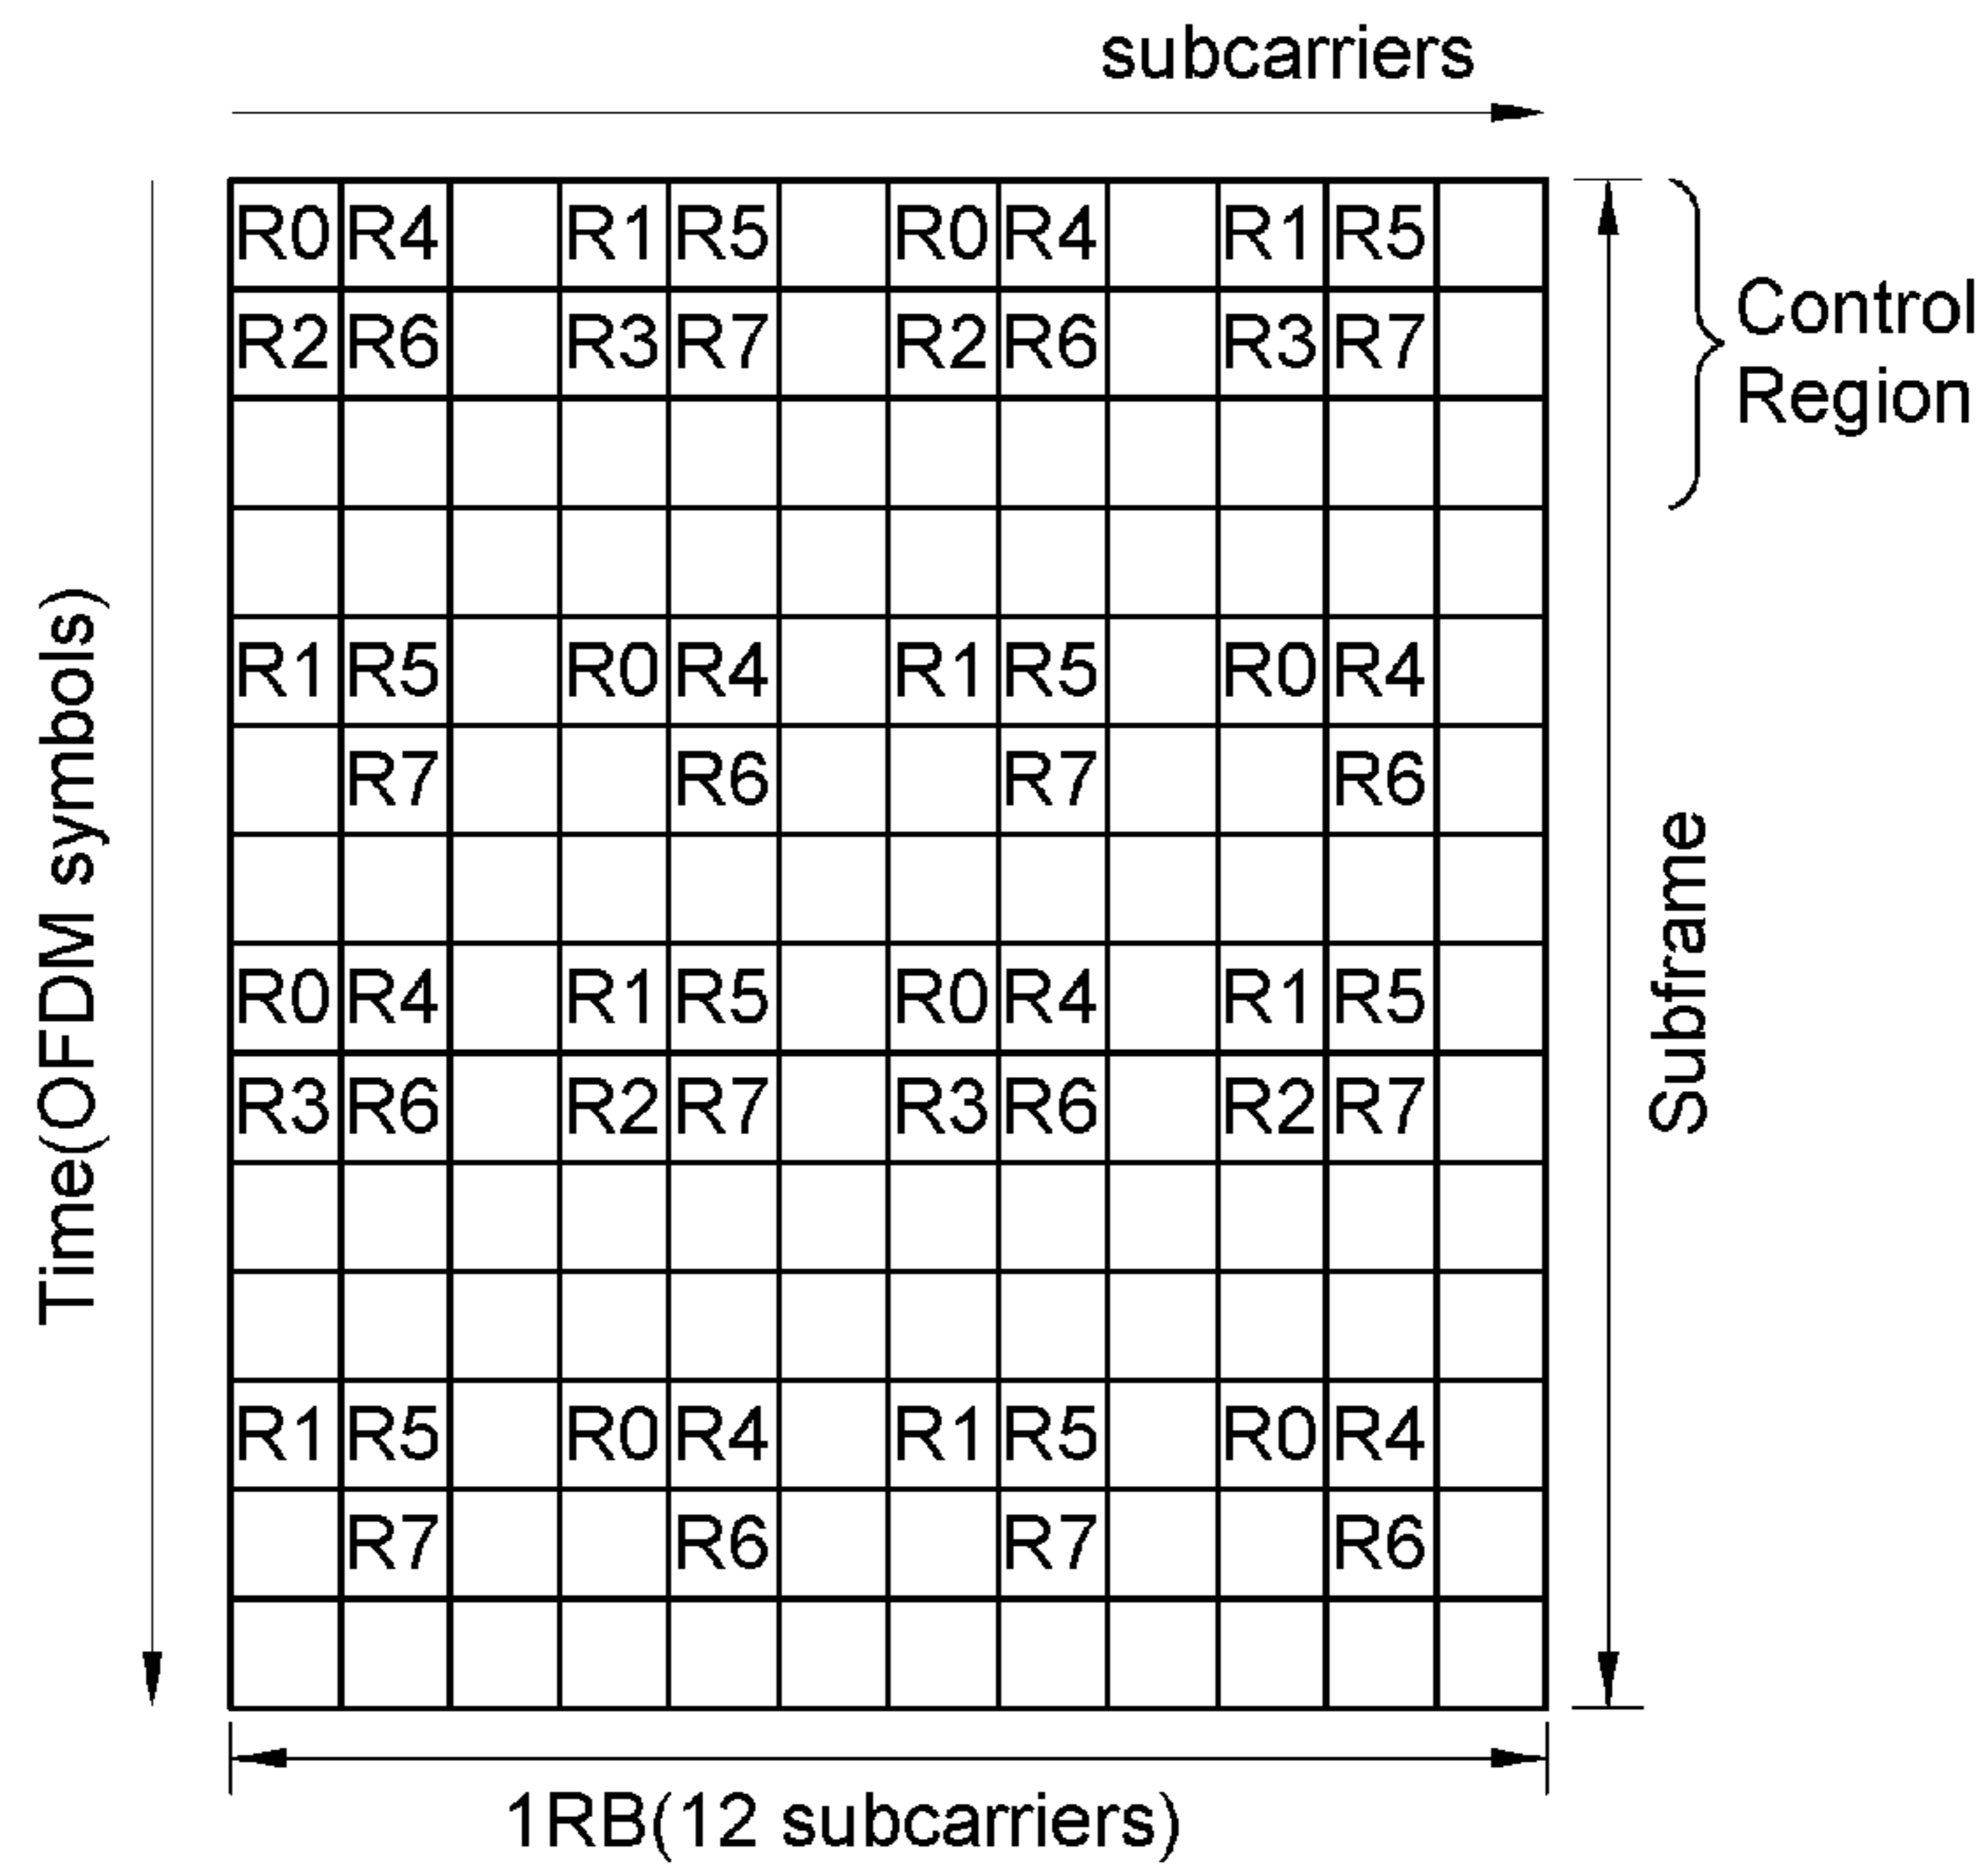 subcarriers
R0 R4 R1 R5 R0 R4 R1 R5
R2 R6 R3 R7 R2 R6 R3 R7
Control
Region
R1 R5 R0 R4 R1 R5 R0 R4
R7 R6 R7 R6
R0 R4 R1 R5 R0 R4 R1 R5
R3 R6 R2 R7 R3 R6 R2 R7
R1 R5 R0 R4 R1 R5 R0 R4
R7 R6 R7 R6
Time(OFDM symbols)
Subframe
1RB(12 subcarriers)